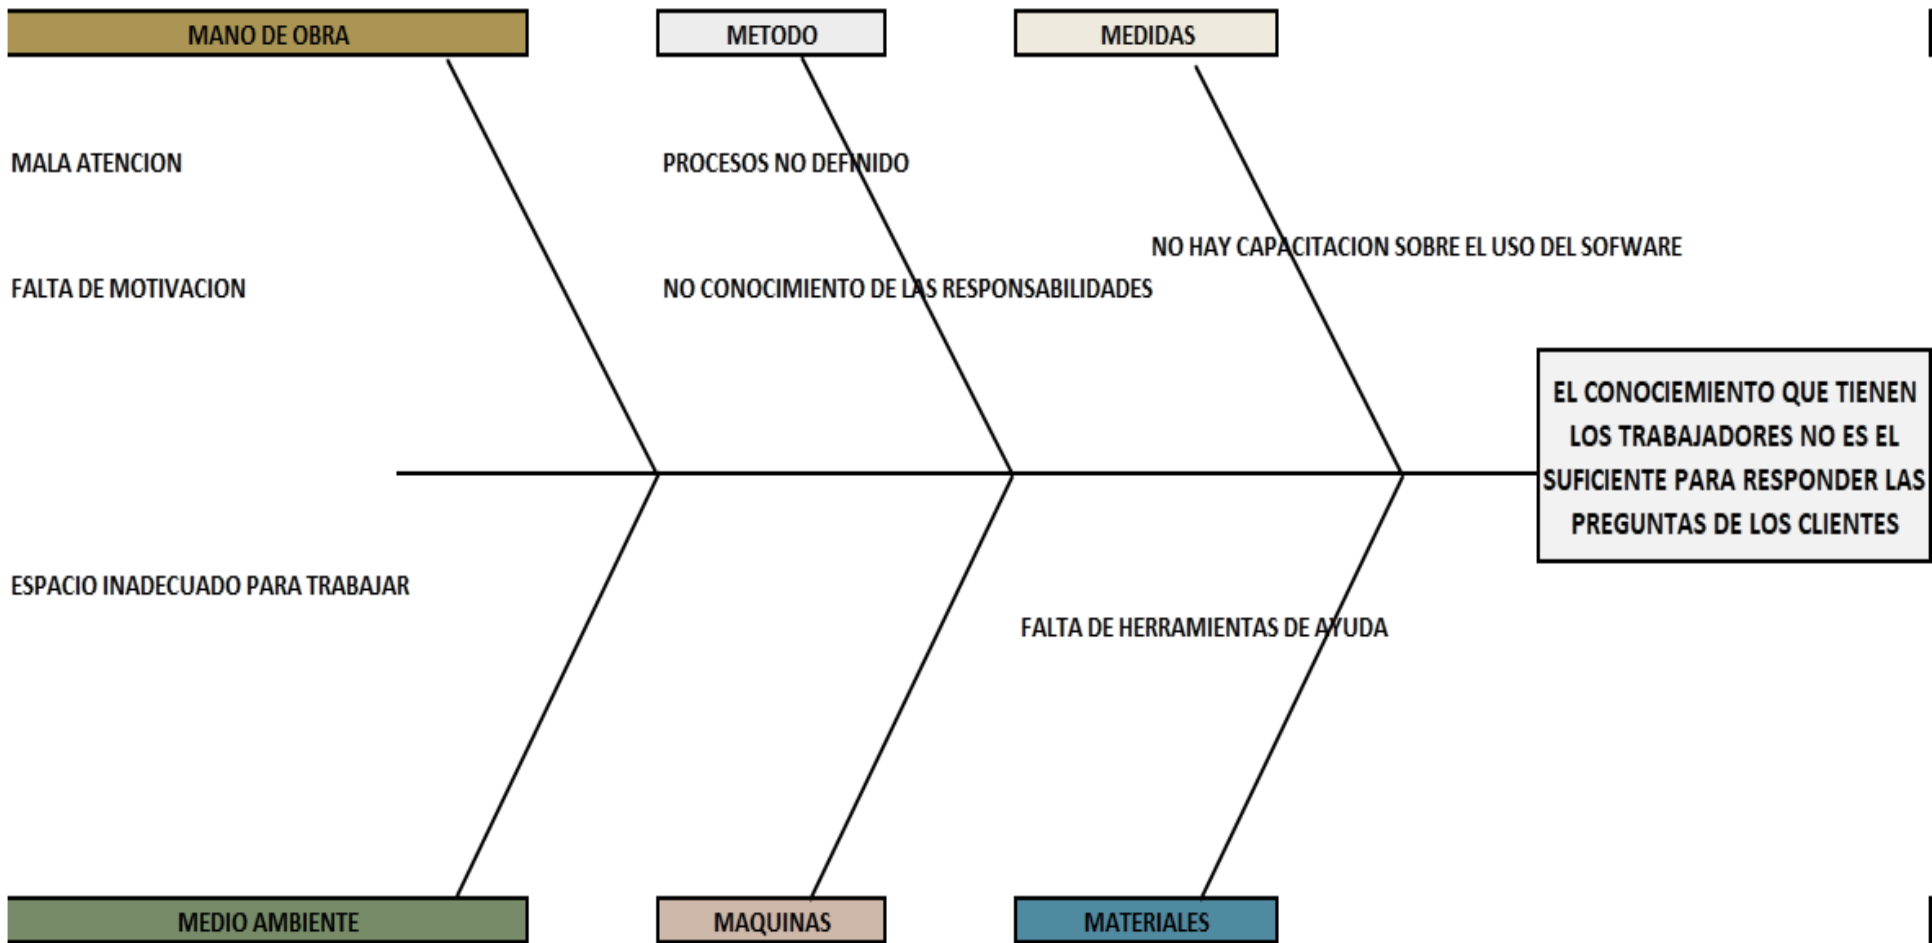 MANO DE OBRA
METODO
MEDIDAS
MALA ATENCION
PROCESOS NO DEFINIDO
NO HAY CAPACITACION SOBRE EL USO DEL SOFWARE
FALTA DE MOTIVACION
NO CONOCIMIENTO DE LAS RESPONSABILIDADES
EL CONOCIEMIENTO QUE TIENEN
LOS TRABAJADORES NO ES EL
SUFICIENTE PARA RESPONDER LAS
PREGUNTAS DE LOS CLIENTES
ESPACIO INADECUADO PARA TRABAJAR
FALTA DE HERRAMIENTAS DE AYUDA
MEDIO AMBIENTE
MAQUINAS
MATERIALES